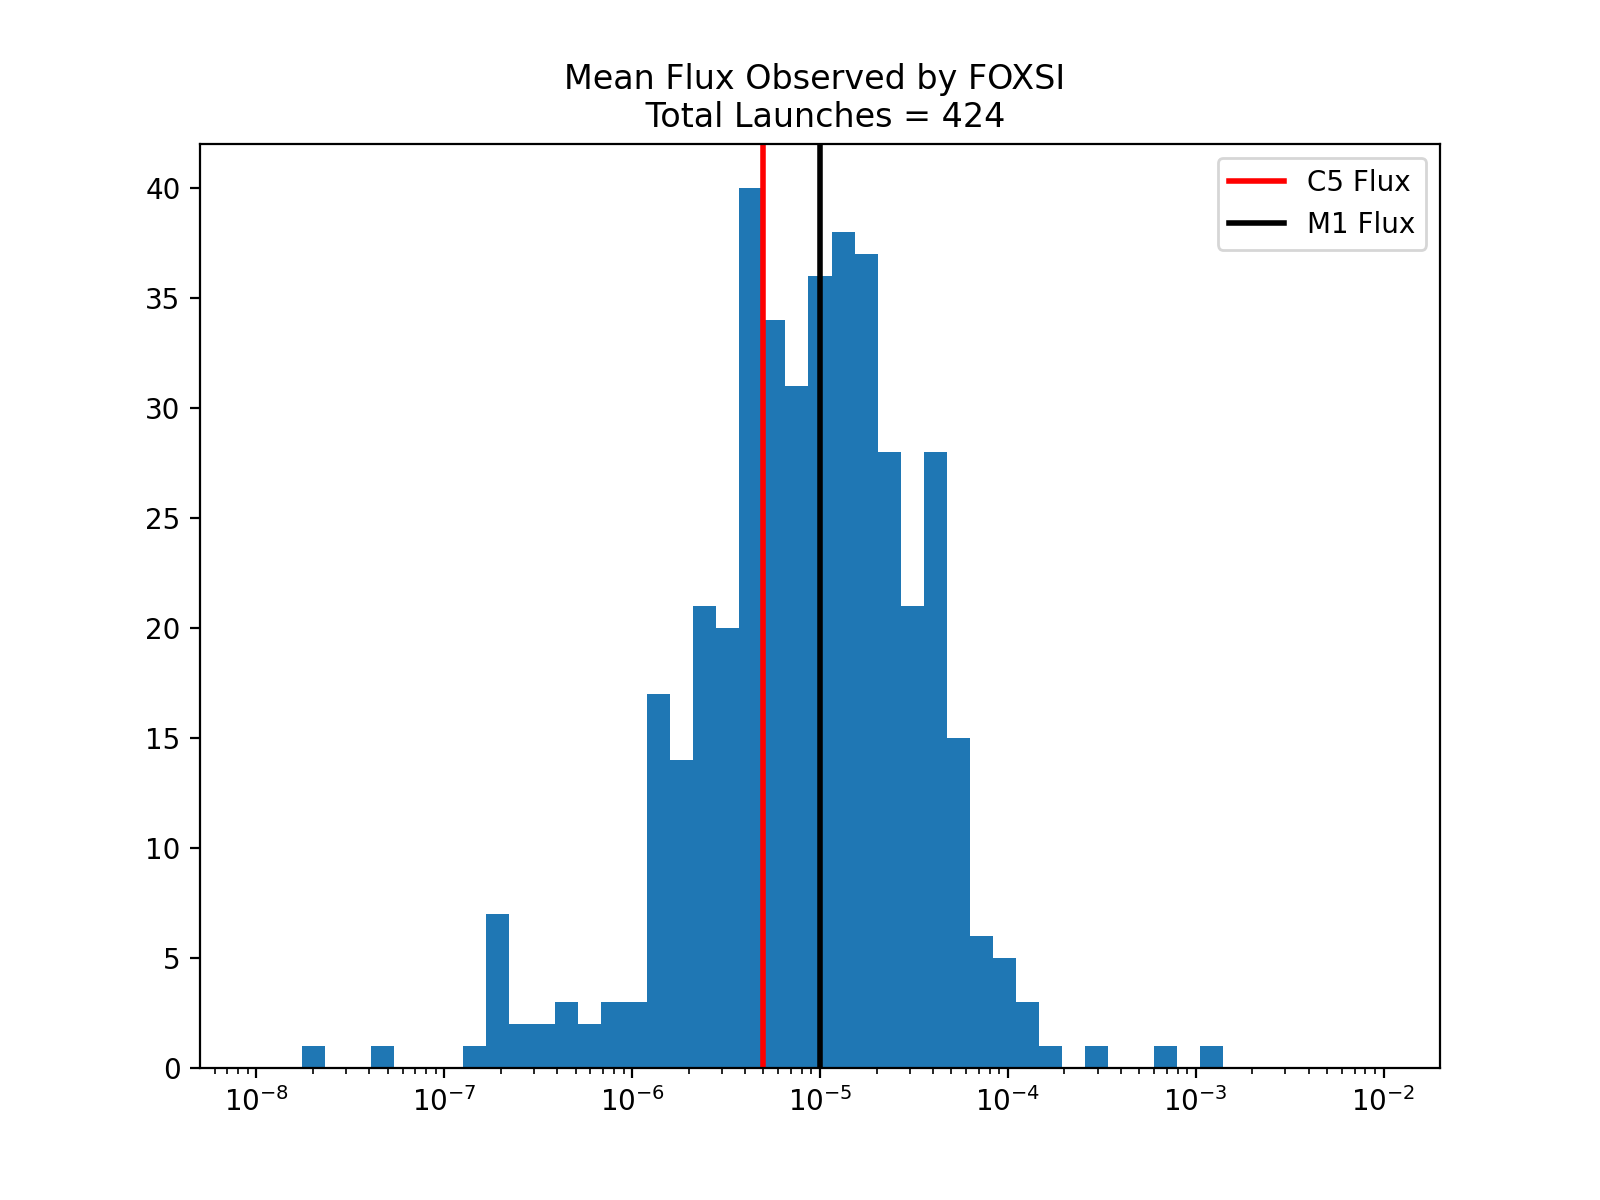 Mean Flux Observed by FOXSI
Total Launches = 424
C5 Flux
M1 Flux
40
35
30
25
20
15
10
5
0
10⁻⁸ 10⁻⁷ 10⁻⁶ 10⁻⁵ 10⁻⁴ 10⁻³ 10⁻²